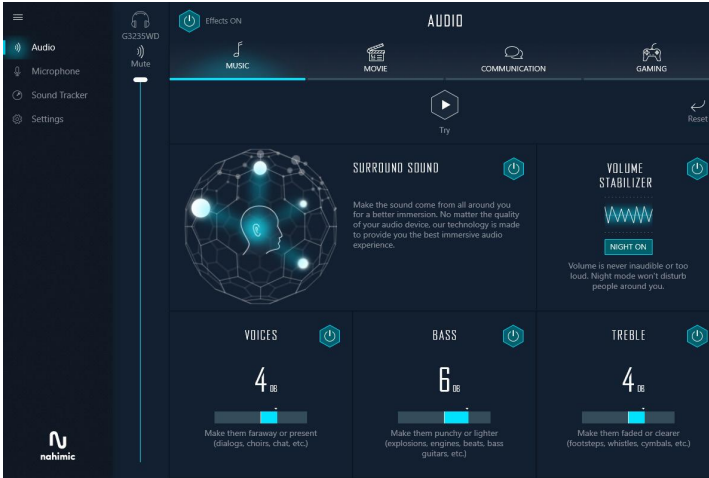 Audio
Microphone
Sound Tracker
Settings
nahimic
G3235WD
Mute
Effects ON
AUDIO
MUSIC
MOVIE
COMMUNICATION
GAMING
Try
Reset
SURROUND SOUND
Make the sound come from all around you
for a better immersion. No matter the quality
of your audio device, our technology is made
to provide you the best immersive audio
experience.
VOLUME
STABILIZER
NIGHT ON
Volume is never inaudible or too
loud. Night mode won't disturb
people around you.
VOICES
4 DB
Make them faraway or present
(dialogs, choirs, chat, etc.)
BASS
6 DB
Make them punchy or lighter
(explosions, engines, beats, bass
guitars, etc.)
TREBLE
4 DB
Make them faded or clearer
(footsteps, whistles, cymbals, etc.)